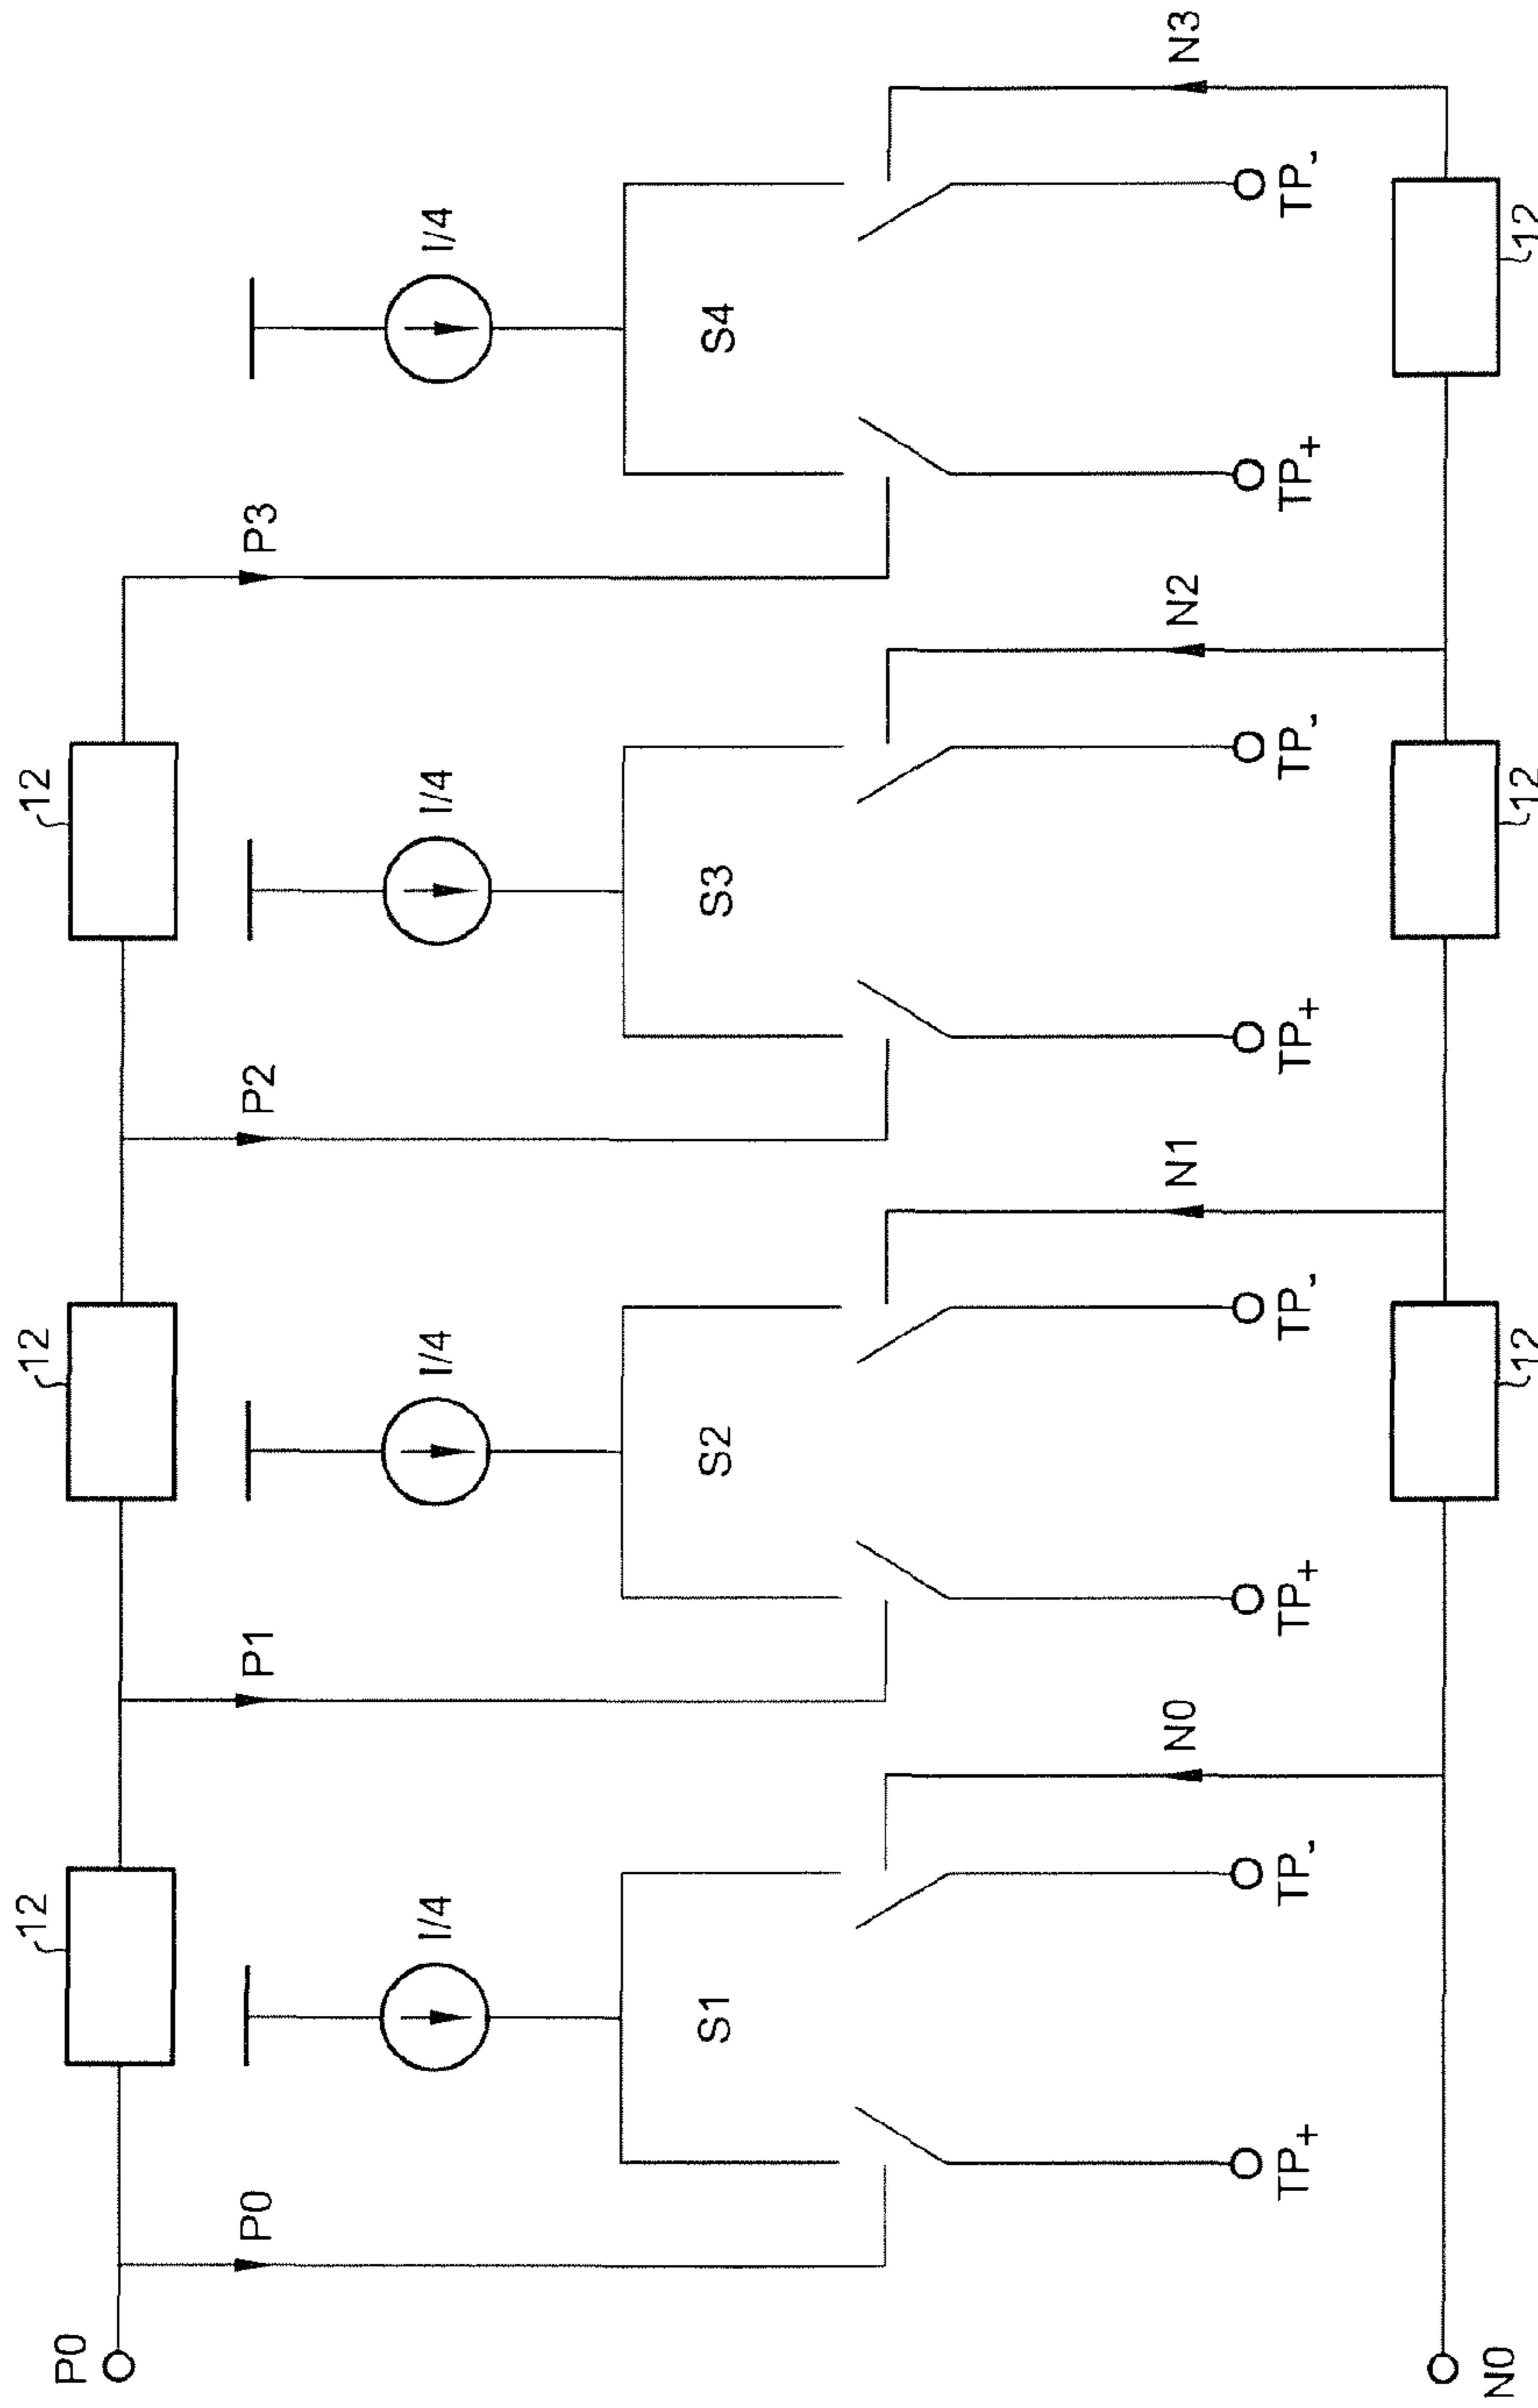 12 12 12
P0
P0 P1 P2 P3
I/4 I/4 I/4 I/4
S1 S2 S3 S4
N0 N1 N2 N3
TP+ TP- TP+ TP- TP+ TP- TP+ TP-
N0
12 12 12